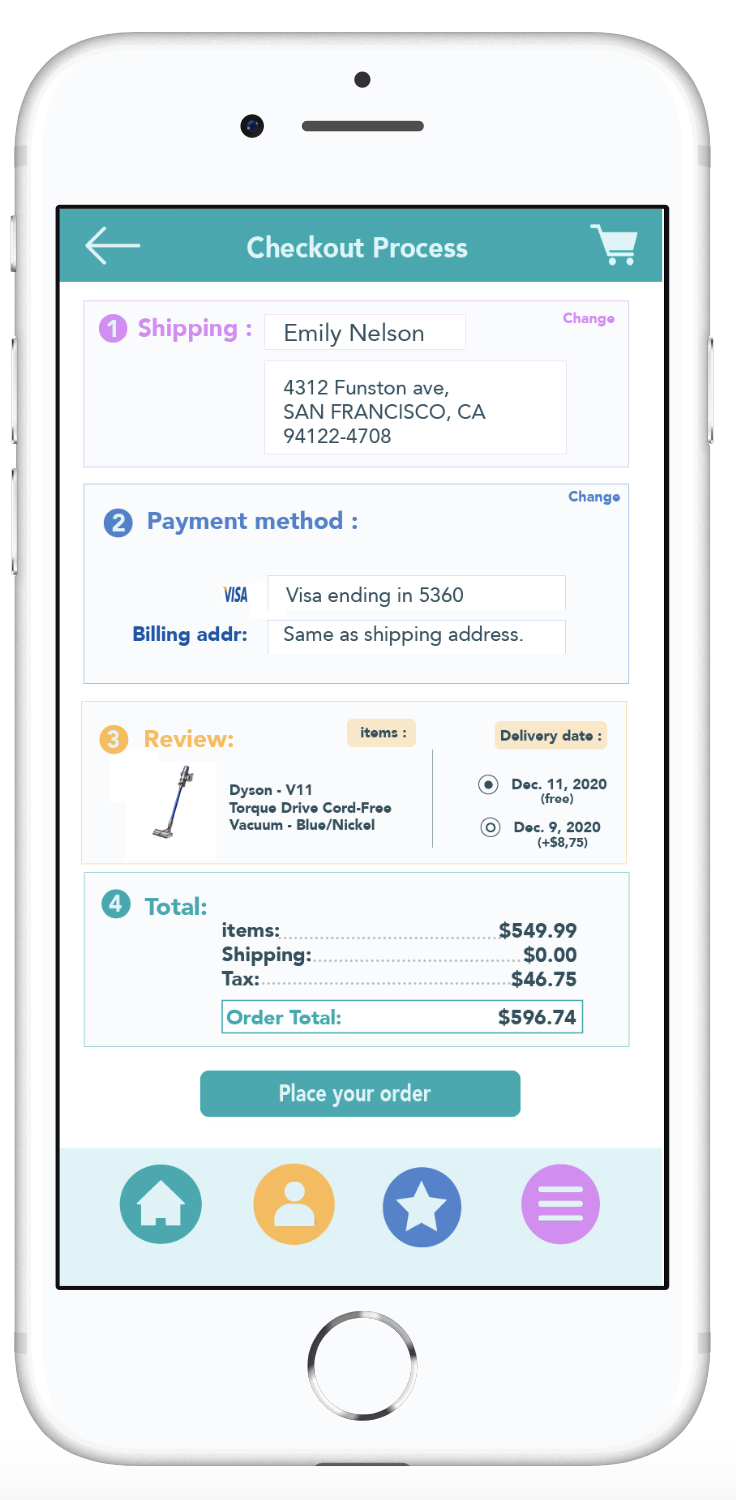 Checkout Process
1 Shipping :
Emily Nelson
Change
4312 Funston ave,
SAN FRANCISCO, CA
94122-4708
Change
2 Payment method :
VISA
Visa ending in 5360
Billing addr:
Same as shipping address.
3 Review:
items :
Delivery date :
Dyson - V11
Torque Drive Cord-Free
Vacuum - Blue/Nickel
Dec. 11, 2020
(free)
Dec. 9, 2020
(+$8,75)
4 Total:
items:..............................$549.99
Shipping:..............................$0.00
Tax:..............................$46.75
Order Total: $596.74
Place your order